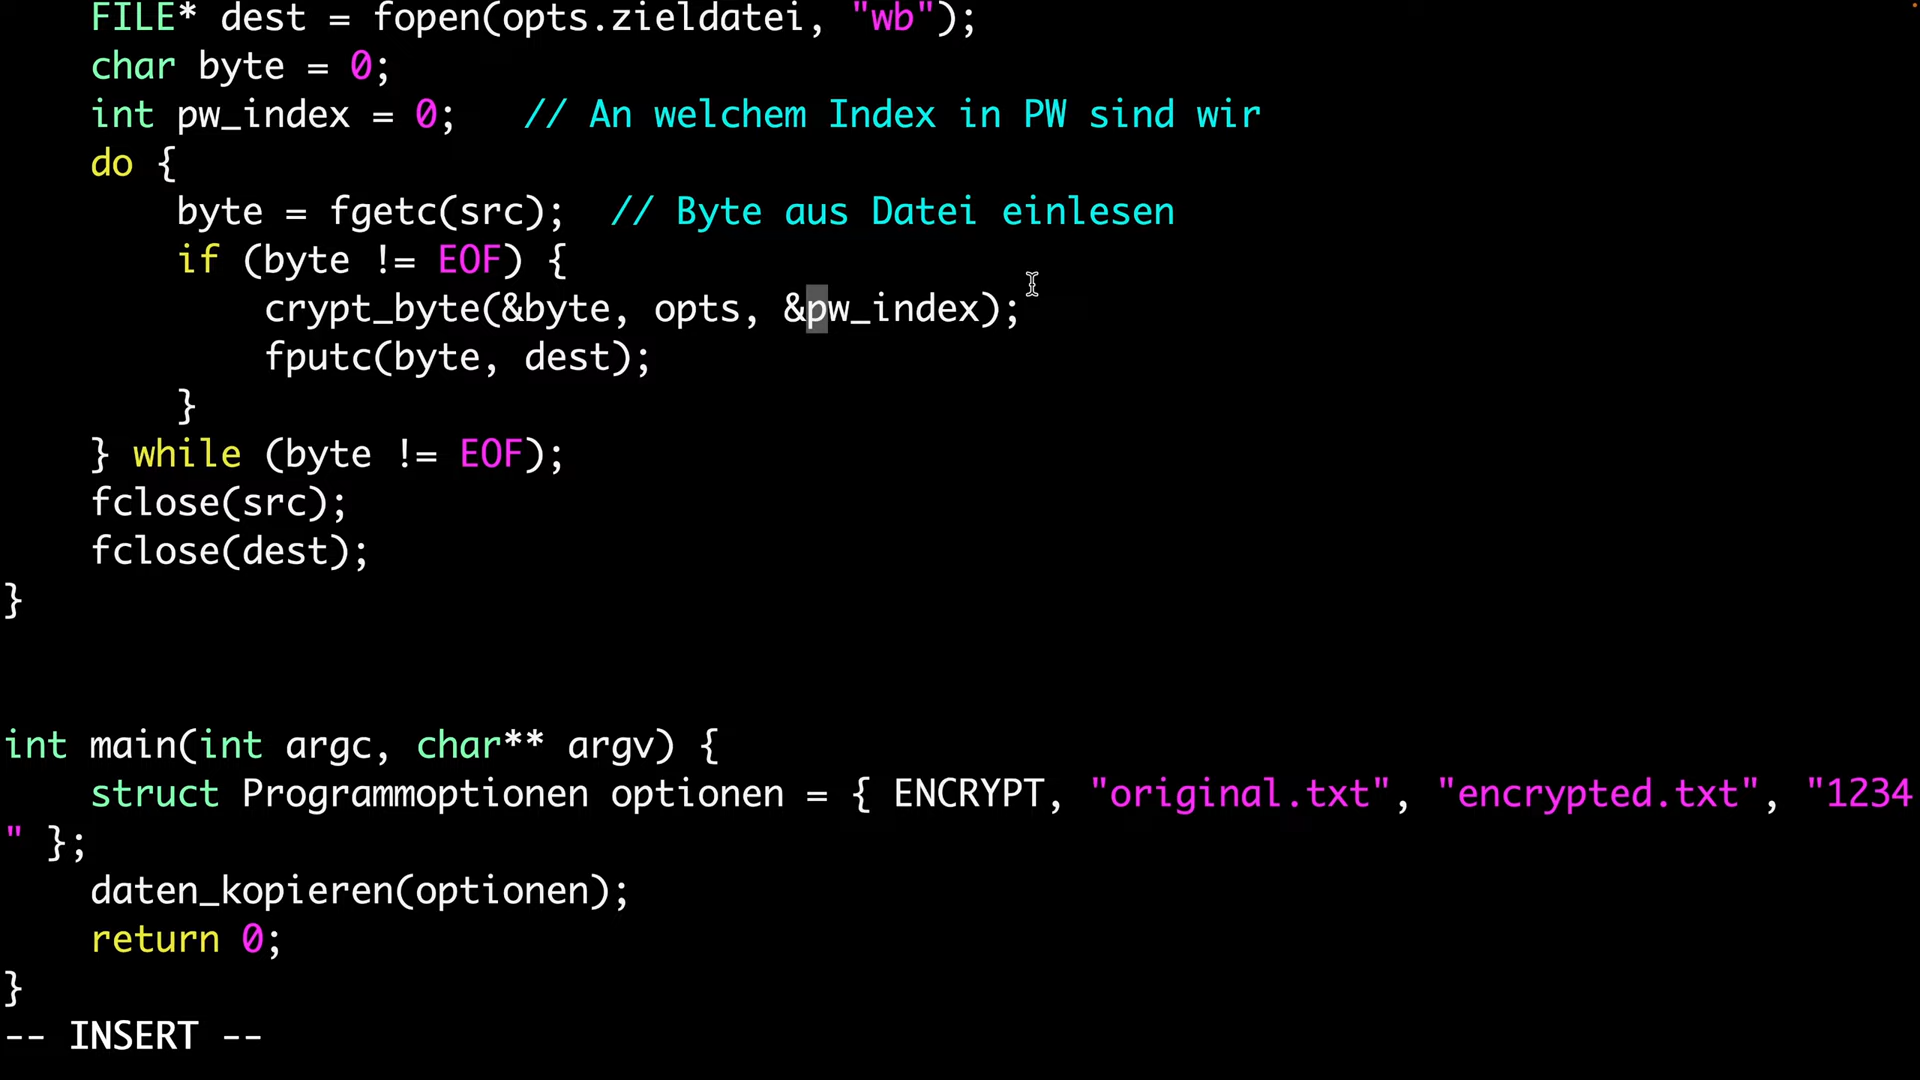 FILE* dest = fopen(opts.zieldatei, "wb");
    char byte = 0;
    int pw_index = 0;   // An welchem Index in PW sind wir
    do {
        byte = fgetc(src);  // Byte aus Datei einlesen
        if (byte != EOF) {
            crypt_byte(&byte, opts, &pw_index);
            fputc(byte, dest);
        }
    } while (byte != EOF);
    fclose(src);
    fclose(dest);
}
int main(int argc, char** argv) {
    struct Programmoptionen optionen = { ENCRYPT, "original.txt", "encrypted.txt", "1234
" };
    daten_kopieren(optionen);
    return 0;
}
-- INSERT --